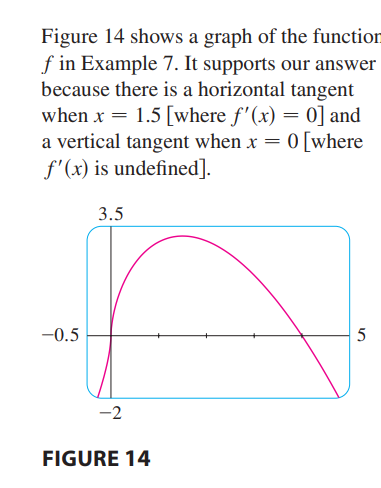 Figure 14 shows a graph of the function
f in Example 7. It supports our answer
because there is a horizontal tangent
when x = 1.5 [where f′(x) = 0] and
a vertical tangent when x = 0 [where
f′(x) is undefined].
3.5
−0.5
5
−2
FIGURE 14